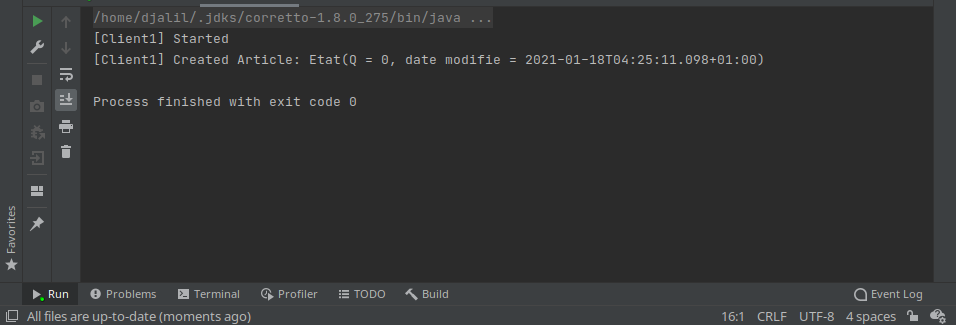 /home/djalil/.jdks/corretto-1.8.0_275/bin/java ...
[Client1] Started
[Client1] Created Article: Etat(Q = 0, date modifie = 2021-01-18T04:25:11.098+01:00)
Process finished with exit code 0
Favorites
Run Problems Terminal Profiler TODO Build Event Log
All files are up-to-date (moments ago) 16:1 CRLF UTF-8 4 spaces